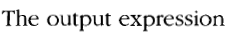 The output expression